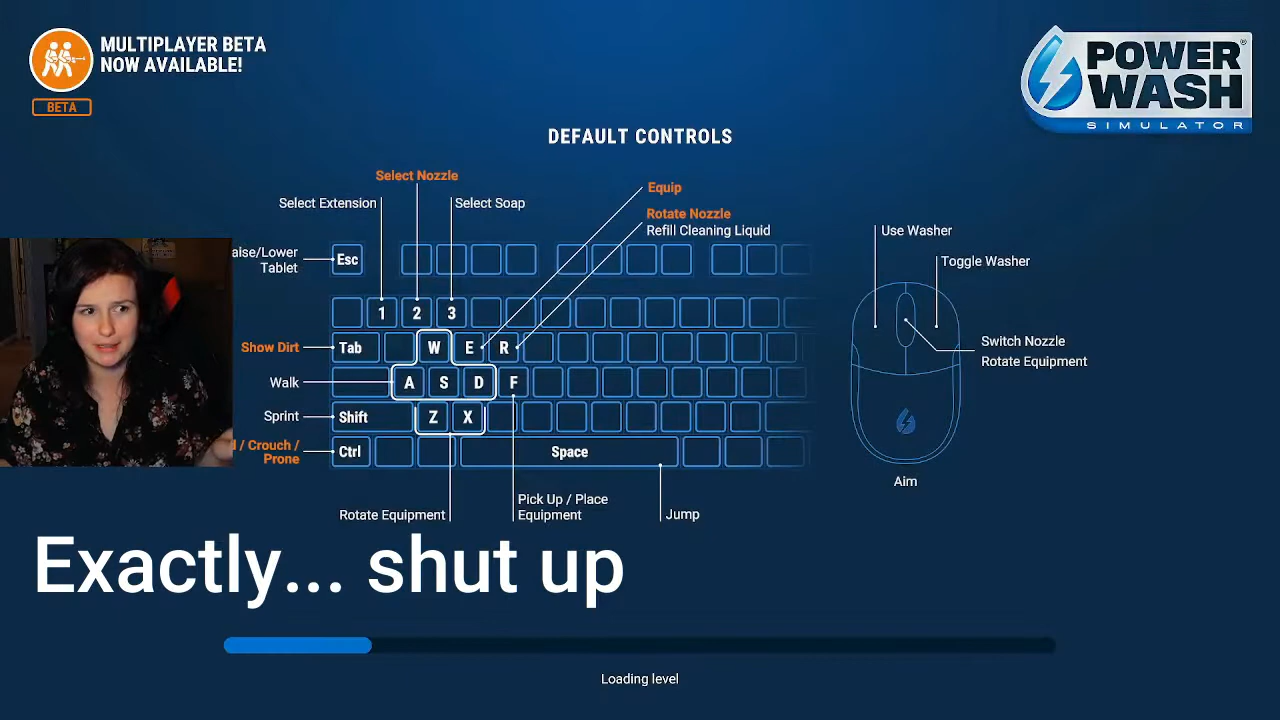 MULTIPLAYER BETA
NOW AVAILABLE!
BETA
POWER
WASH
SIMULATOR
DEFAULT CONTROLS
Select Nozzle
Select Extension
Select Soap
Equip
Rotate Nozzle
Refill Cleaning Liquid
Use Washer
Toggle Washer
aise/Lower
Tablet
Esc
1 2 3
Show Dirt
Tab W E R
Switch Nozzle
Rotate Equipment
Walk
A S D F
Sprint
Shift Z X
/ Crouch /
Prone
Ctrl Space
Aim
Rotate Equipment
Pick Up / Place
Equipment
Jump
Exactly... shut up
Loading level